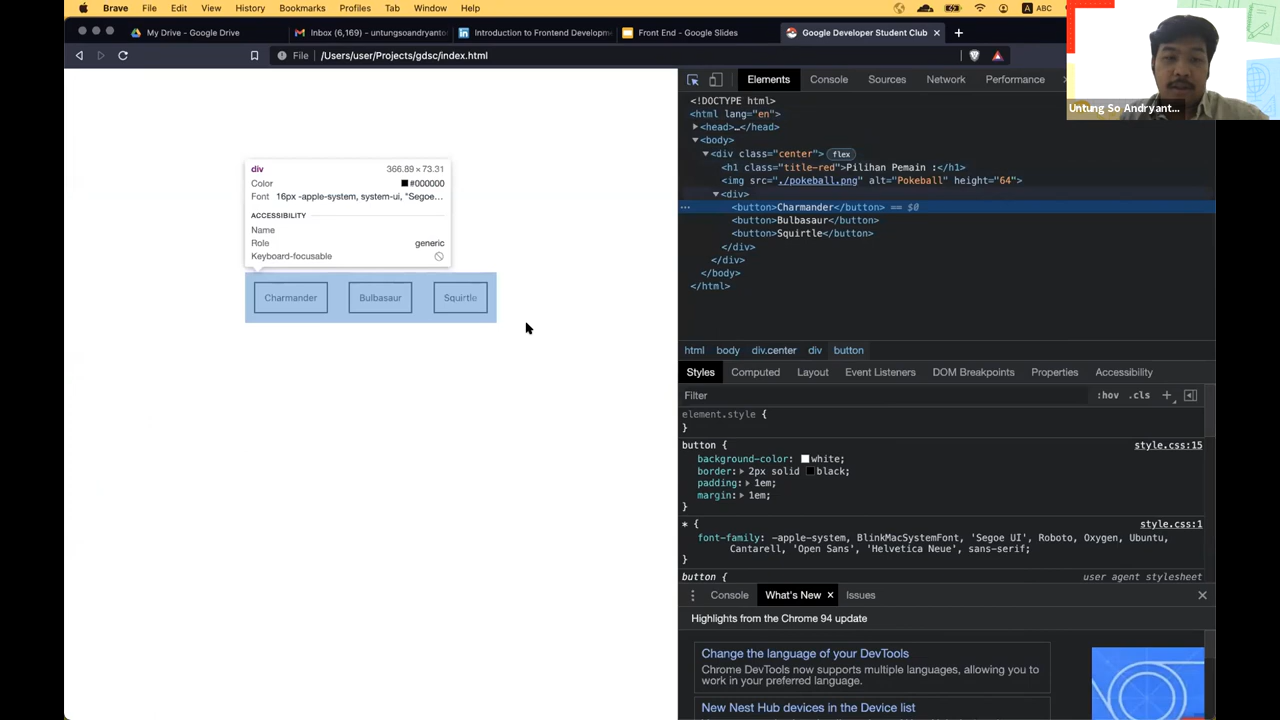 Brave File Edit View History Bookmarks Profiles Tab Window Help A ABC
My Drive - Google Drive
Inbox (6,169) - untungsoandryanto
Introduction to Frontend Developm
Front End - Google Slides
Google Developer Student Club ×
File | /Users/user/Projects/gdsc/index.html
Untung So Andryant...
Elements Console Sources Network Performance
<!DOCTYPE html>
<html lang="en">
<head>…</head>
<body>
<div class="center"> flex
<h1 class="title-red">Pilihan Pemain :</h1>
<img src="./pokeball.png" alt="Pokeball" height="64">
<div>
<button>Charmander</button> == $0
<button>Bulbasaur</button>
<button>Squirtle</button>
</div>
</div>
</body>
</html>
div 366.89 × 73.31
Color #000000
Font 16px -apple-system, system-ui, "Segoe…
ACCESSIBILITY
Name
Role generic
Keyboard-focusable
Charmander Bulbasaur Squirtle
html body div.center div button
Styles Computed Layout Event Listeners DOM Breakpoints Properties Accessibility
Filter :hov .cls +
element.style {
}
button { style.css:15
background-color: white;
border: 2px solid black;
padding: 1em;
margin: 1em;
}
* { style.css:1
font-family: -apple-system, BlinkMacSystemFont, 'Segoe UI', Roboto, Oxygen, Ubuntu,
Cantarell, 'Open Sans', 'Helvetica Neue', sans-serif;
}
button { user agent stylesheet
Console What's New × Issues
Highlights from the Chrome 94 update
Change the language of your DevTools
Chrome DevTools now supports multiple languages, allowing you to
work in your preferred language.
New Nest Hub devices in the Device list